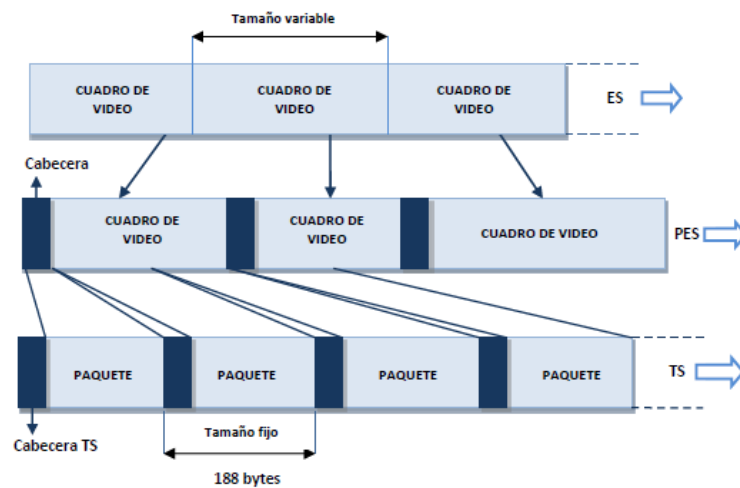 Tamaño variable
CUADRO DE
VIDEO
CUADRO DE
VIDEO
CUADRO DE
VIDEO
ES
Cabecera
CUADRO DE
VIDEO
CUADRO DE
VIDEO
CUADRO DE VIDEO
PES
PAQUETE
PAQUETE
PAQUETE
PAQUETE
TS
Cabecera TS
Tamaño fijo
188 bytes